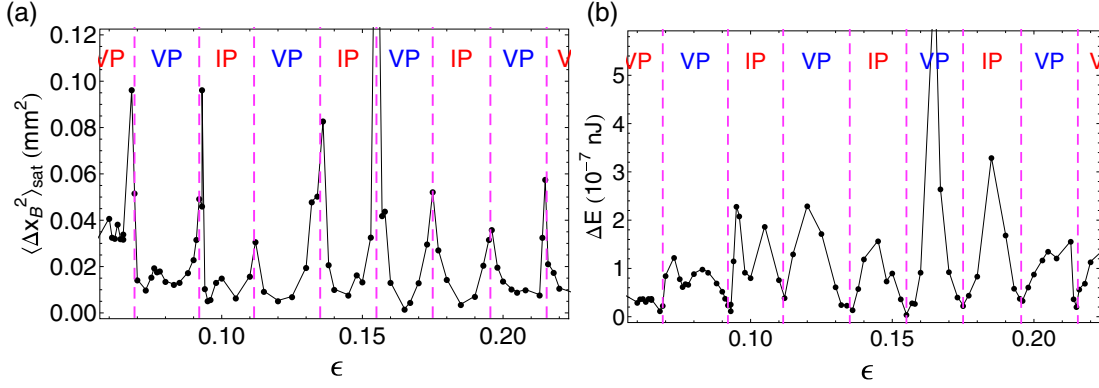 (a)
0.12
0.10
0.08
0.06
0.04
0.02
0.00
⟨Δx_B^2⟩_sat (mm^2)
VP VP IP VP IP VP IP VP V
0.10 0.15 0.20
ϵ
(b)
5
4
3
2
1
0
ΔE (10^-7 nJ)
VP VP IP VP IP VP IP VP V
0.10 0.15 0.20
ϵ